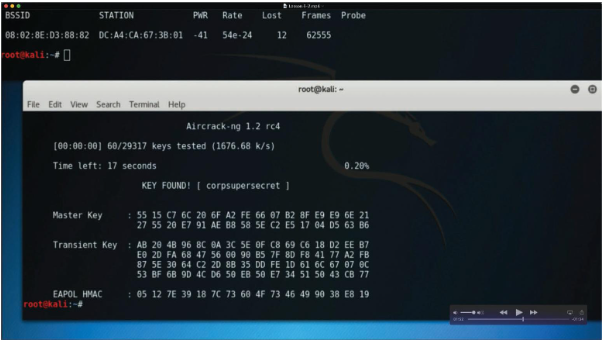 BSSID STATION PWR Rate Lost Frames Probe
08:02:8E:D3:88:82 DC:A4:CA:67:3B:01 -41 54e-24 12 62555
root@kali:~#
root@kali: ~
File Edit View Search Terminal Help
Aircrack-ng 1.2 rc4
[00:00:00] 60/29317 keys tested (1676.68 k/s)
Time left: 17 seconds 0.20%
KEY FOUND! [ corpsupersecret ]
Master Key : 55 15 C7 6C 20 6F A2 FE 66 07 B2 8F E9 E9 6E 21
27 55 20 E7 91 AE B8 58 5E C2 E5 17 04 D5 63 B6
Transient Key : AB 20 4B 96 8C 0A 3C 5E 0F C8 69 C6 18 D2 EE B7
E0 2D FA 68 47 56 00 90 B5 7F 8D F8 41 77 A2 FB
87 5E 30 64 C2 2D 8B 35 DD FE 1D 61 6C 67 07 0C
53 BF 6B 9D 4C D6 50 EB 50 E7 34 51 50 43 CB 77
EAPOL HMAC : 05 12 7E 39 18 7C 73 60 4F 73 46 49 90 38 E8 19
root@kali:~#